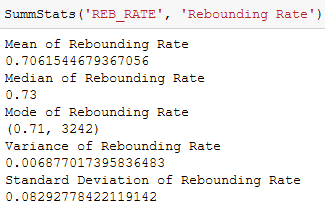 SummStats('REB_RATE', 'Rebounding Rate')
Mean of Rebounding Rate
0.7061544679367056
Median of Rebounding Rate
0.73
Mode of Rebounding Rate
(0.71, 3242)
Variance of Rebounding Rate
0.006877017395836483
Standard Deviation of Rebounding Rate
0.08292778422119142